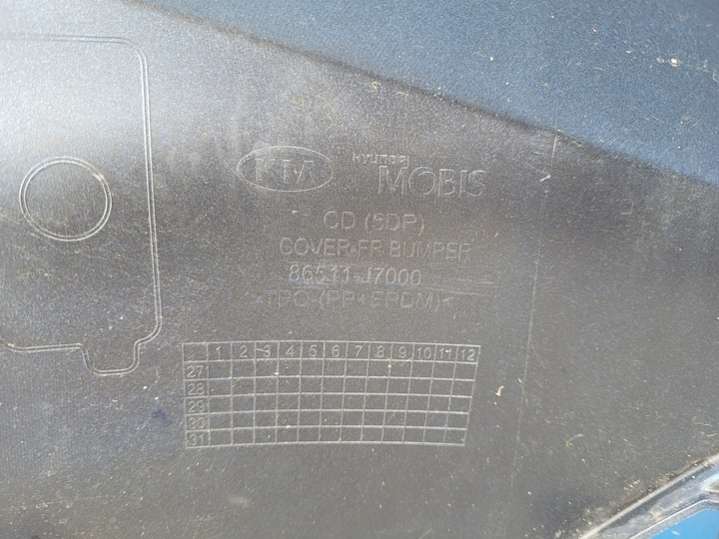 KM HYUNDAI MOBIS
CD (5DP)
COVER-FR BUMPER
86511-J7000
>TPO-(PP+EPDM)<
1 2 3 4 5 6 7 8 9 10 11 12
27
28
29
30
31